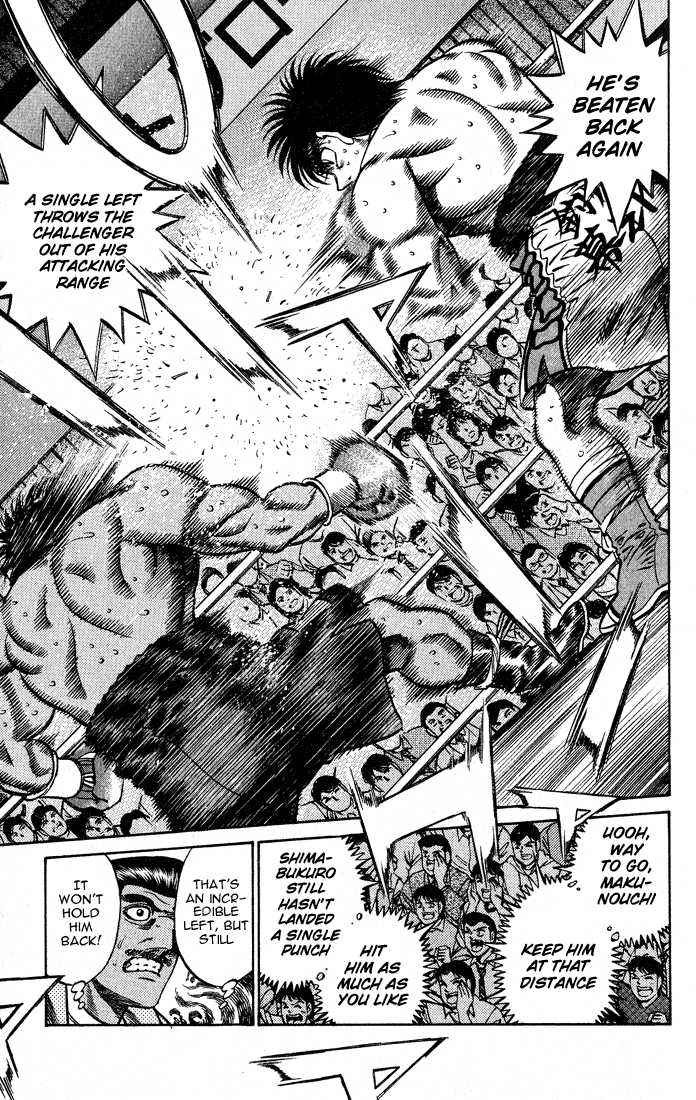 HE'S
BEATEN
BACK
AGAIN
A SINGLE LEFT
THROWS THE
CHALLENGER
OUT OF HIS
ATTACKING
RANGE
UOOH,
WAY
TO GO,
MAKU-
NOUCHI
KEEP HIM
AT THAT
DISTANCE
SHIMA-
BUKURO
STILL
HASN'T
LANDED
A SINGLE
PUNCH
HIT
HIM AS
MUCH AS
YOU LIKE
THAT'S
AN INCR-
EDIBLE
LEFT, BUT
STILL
IT
WON'T
HOLD
HIM
BACK!